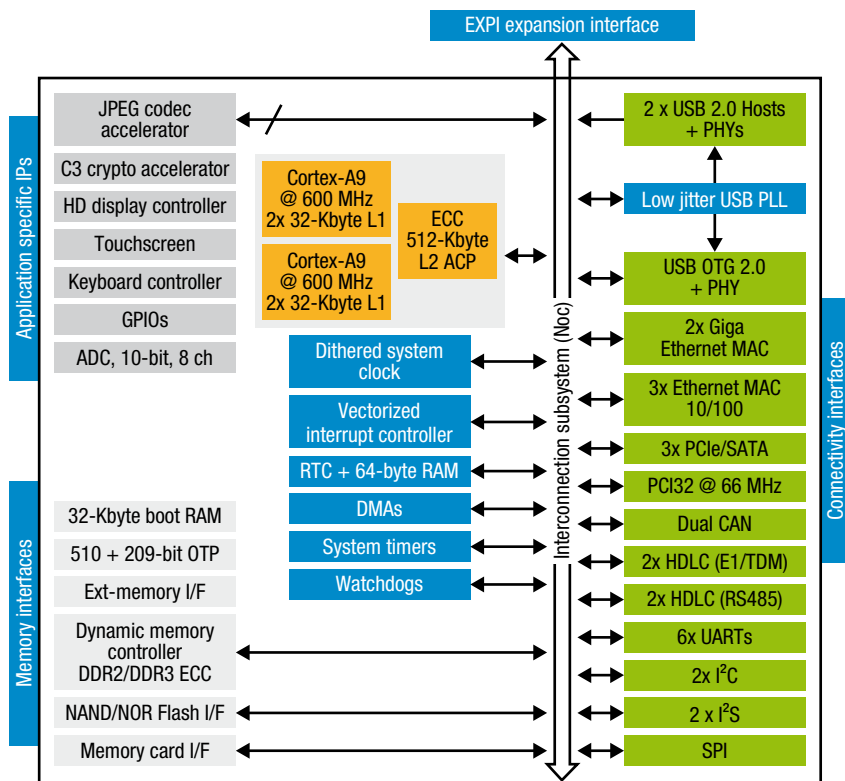 EXPI expansion interface
Application specific IPs
JPEG codec
accelerator
C3 crypto accelerator
HD display controller
Touchscreen
Keyboard controller
GPIOs
ADC, 10-bit, 8 ch
Memory interfaces
32-Kbyte boot RAM
510 + 209-bit OTP
Ext-memory I/F
Dynamic memory
controller
DDR2/DDR3 ECC
NAND/NOR Flash I/F
Memory card I/F
Cortex-A9
@ 600 MHz
2x 32-Kbyte L1
Cortex-A9
@ 600 MHz
2x 32-Kbyte L1
ECC
512-Kbyte
L2 ACP
Dithered system
clock
Vectorized
interrupt controller
RTC + 64-byte RAM
DMAs
System timers
Watchdogs
Interconnection subsystem (Noc)
2 x USB 2.0 Hosts
+ PHYs
Low jitter USB PLL
USB OTG 2.0
+ PHY
2x Giga
Ethernet MAC
3x Ethernet MAC
10/100
3x PCIe/SATA
PCI32 @ 66 MHz
Dual CAN
2x HDLC (E1/TDM)
2x HDLC (RS485)
6x UARTs
2x I²C
2 x I²S
SPI
Connectivity interfaces